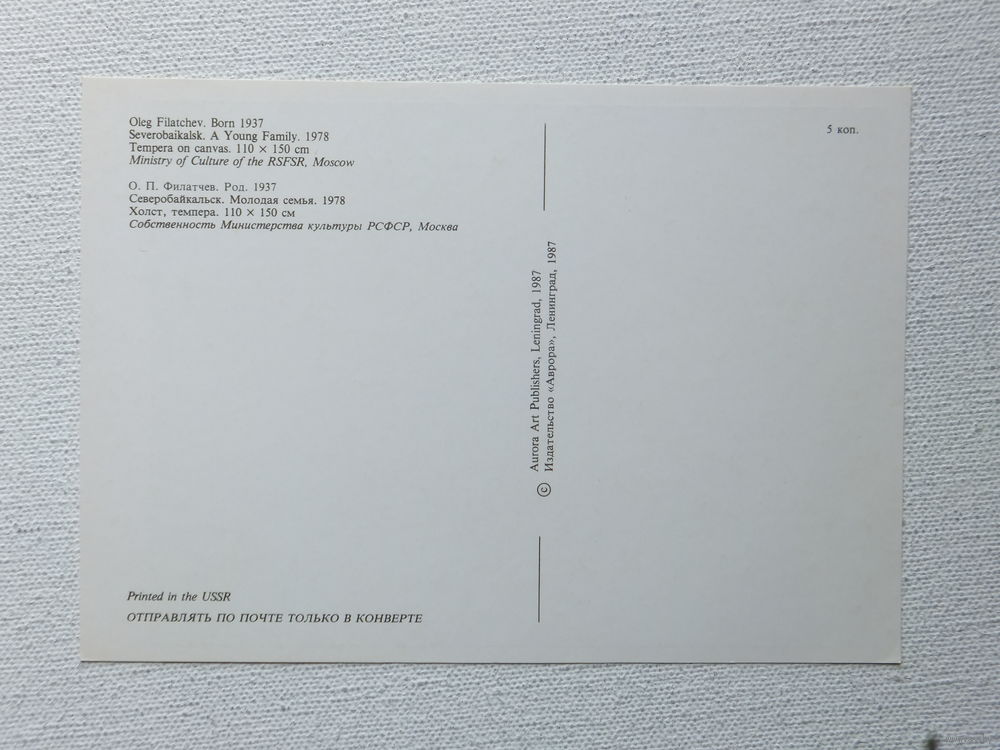 Oleg Filatchev. Born 1937
Severobaikalsk. A Young Family. 1978
Tempera on canvas. 110 × 150 cm
Ministry of Culture of the RSFSR, Moscow
О. П. Филатчев. Род. 1937
Северобайкальск. Молодая семья. 1978
Холст, темпера. 110 × 150 см
Собственность Министерства культуры РСФСР, Москва
Printed in the USSR
ОТПРАВЛЯТЬ ПО ПОЧТЕ ТОЛЬКО В КОНВЕРТЕ
© Aurora Art Publishers, Leningrad, 1987
Издательство «Аврора», Ленинград, 1987
5 коп.